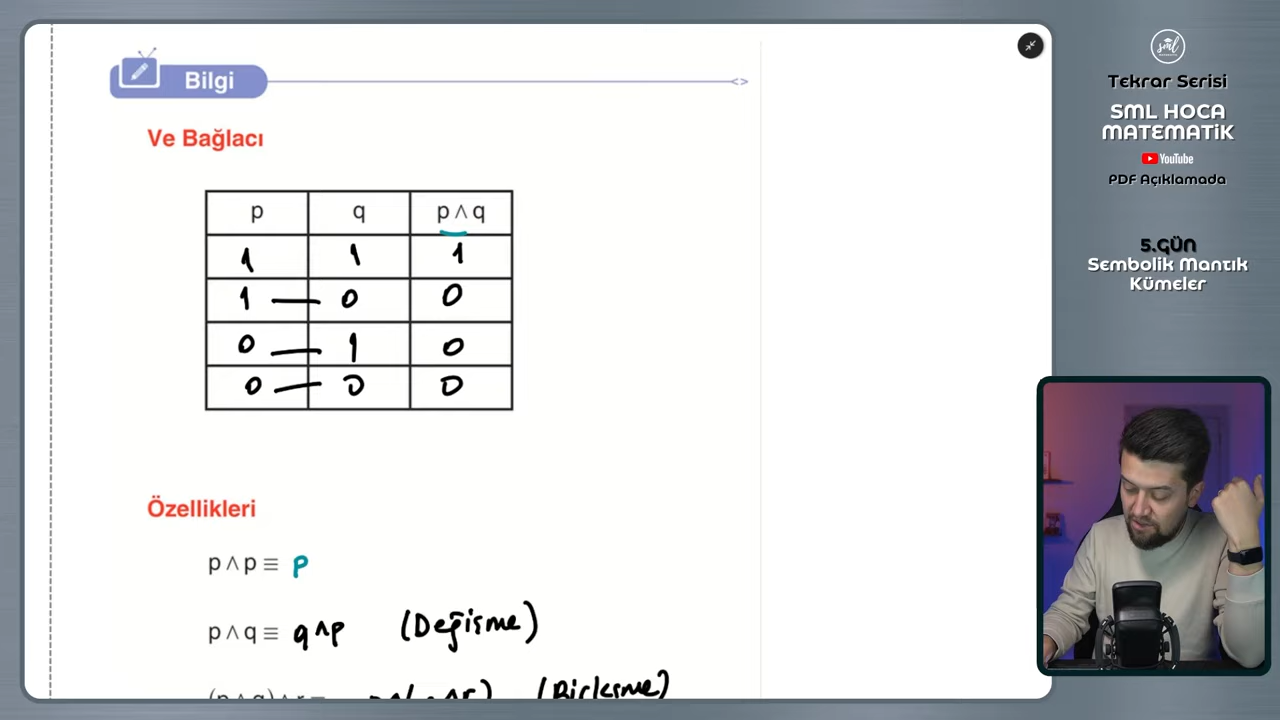 Bilgi
<>
Ve Bağlacı
p q p ∧ q
1 1 1
1 — 0 0
0 — 1 0
0 — 0 0
Özellikleri
p ∧ p ≡ p
p ∧ q ≡ q ∧ p (Değişme)
(Birleşme)
sml
Tekrar Serisi
SML HOCA
MATEMATİK
YouTube
PDF Açıklamada
5.GÜN
Sembolik Mantık
Kümeler